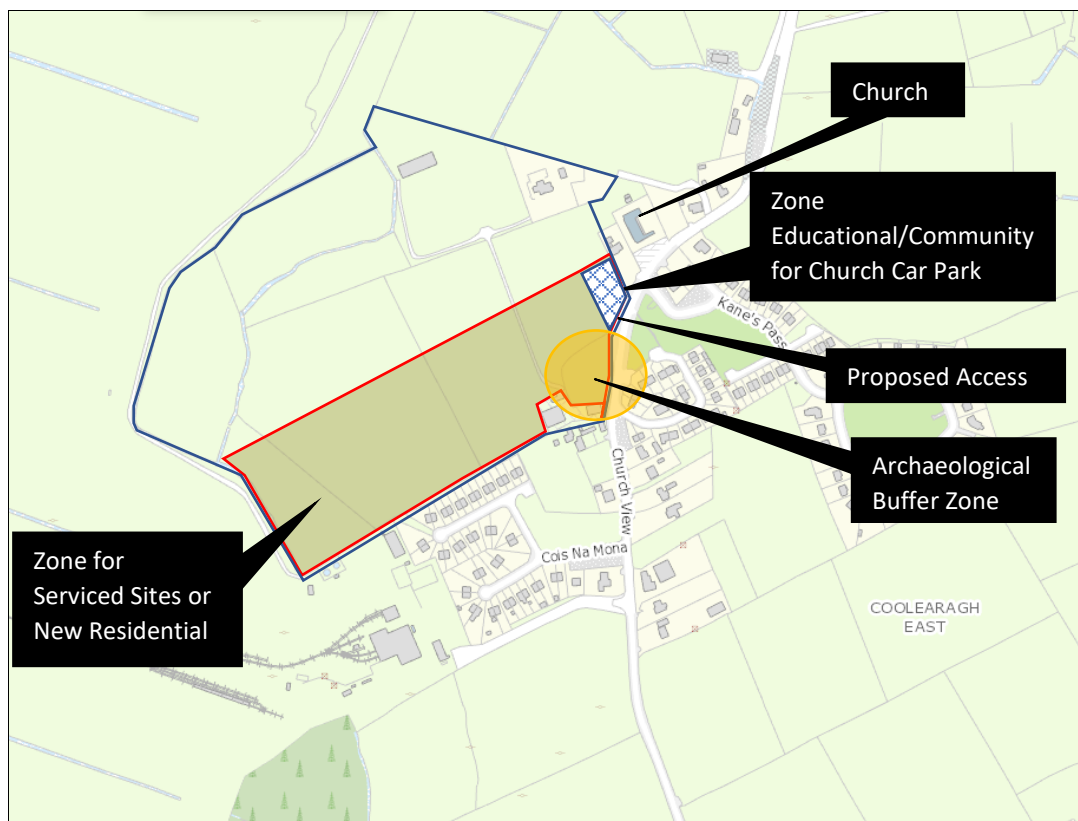 Church
Zone
Educational/Community
for Church Car Park
Kane's Pass
Proposed Access
Archaeological
Buffer Zone
Church View
Cois Na Mona
Zone for
Serviced Sites or
New Residential
COOLEARAGH
EAST